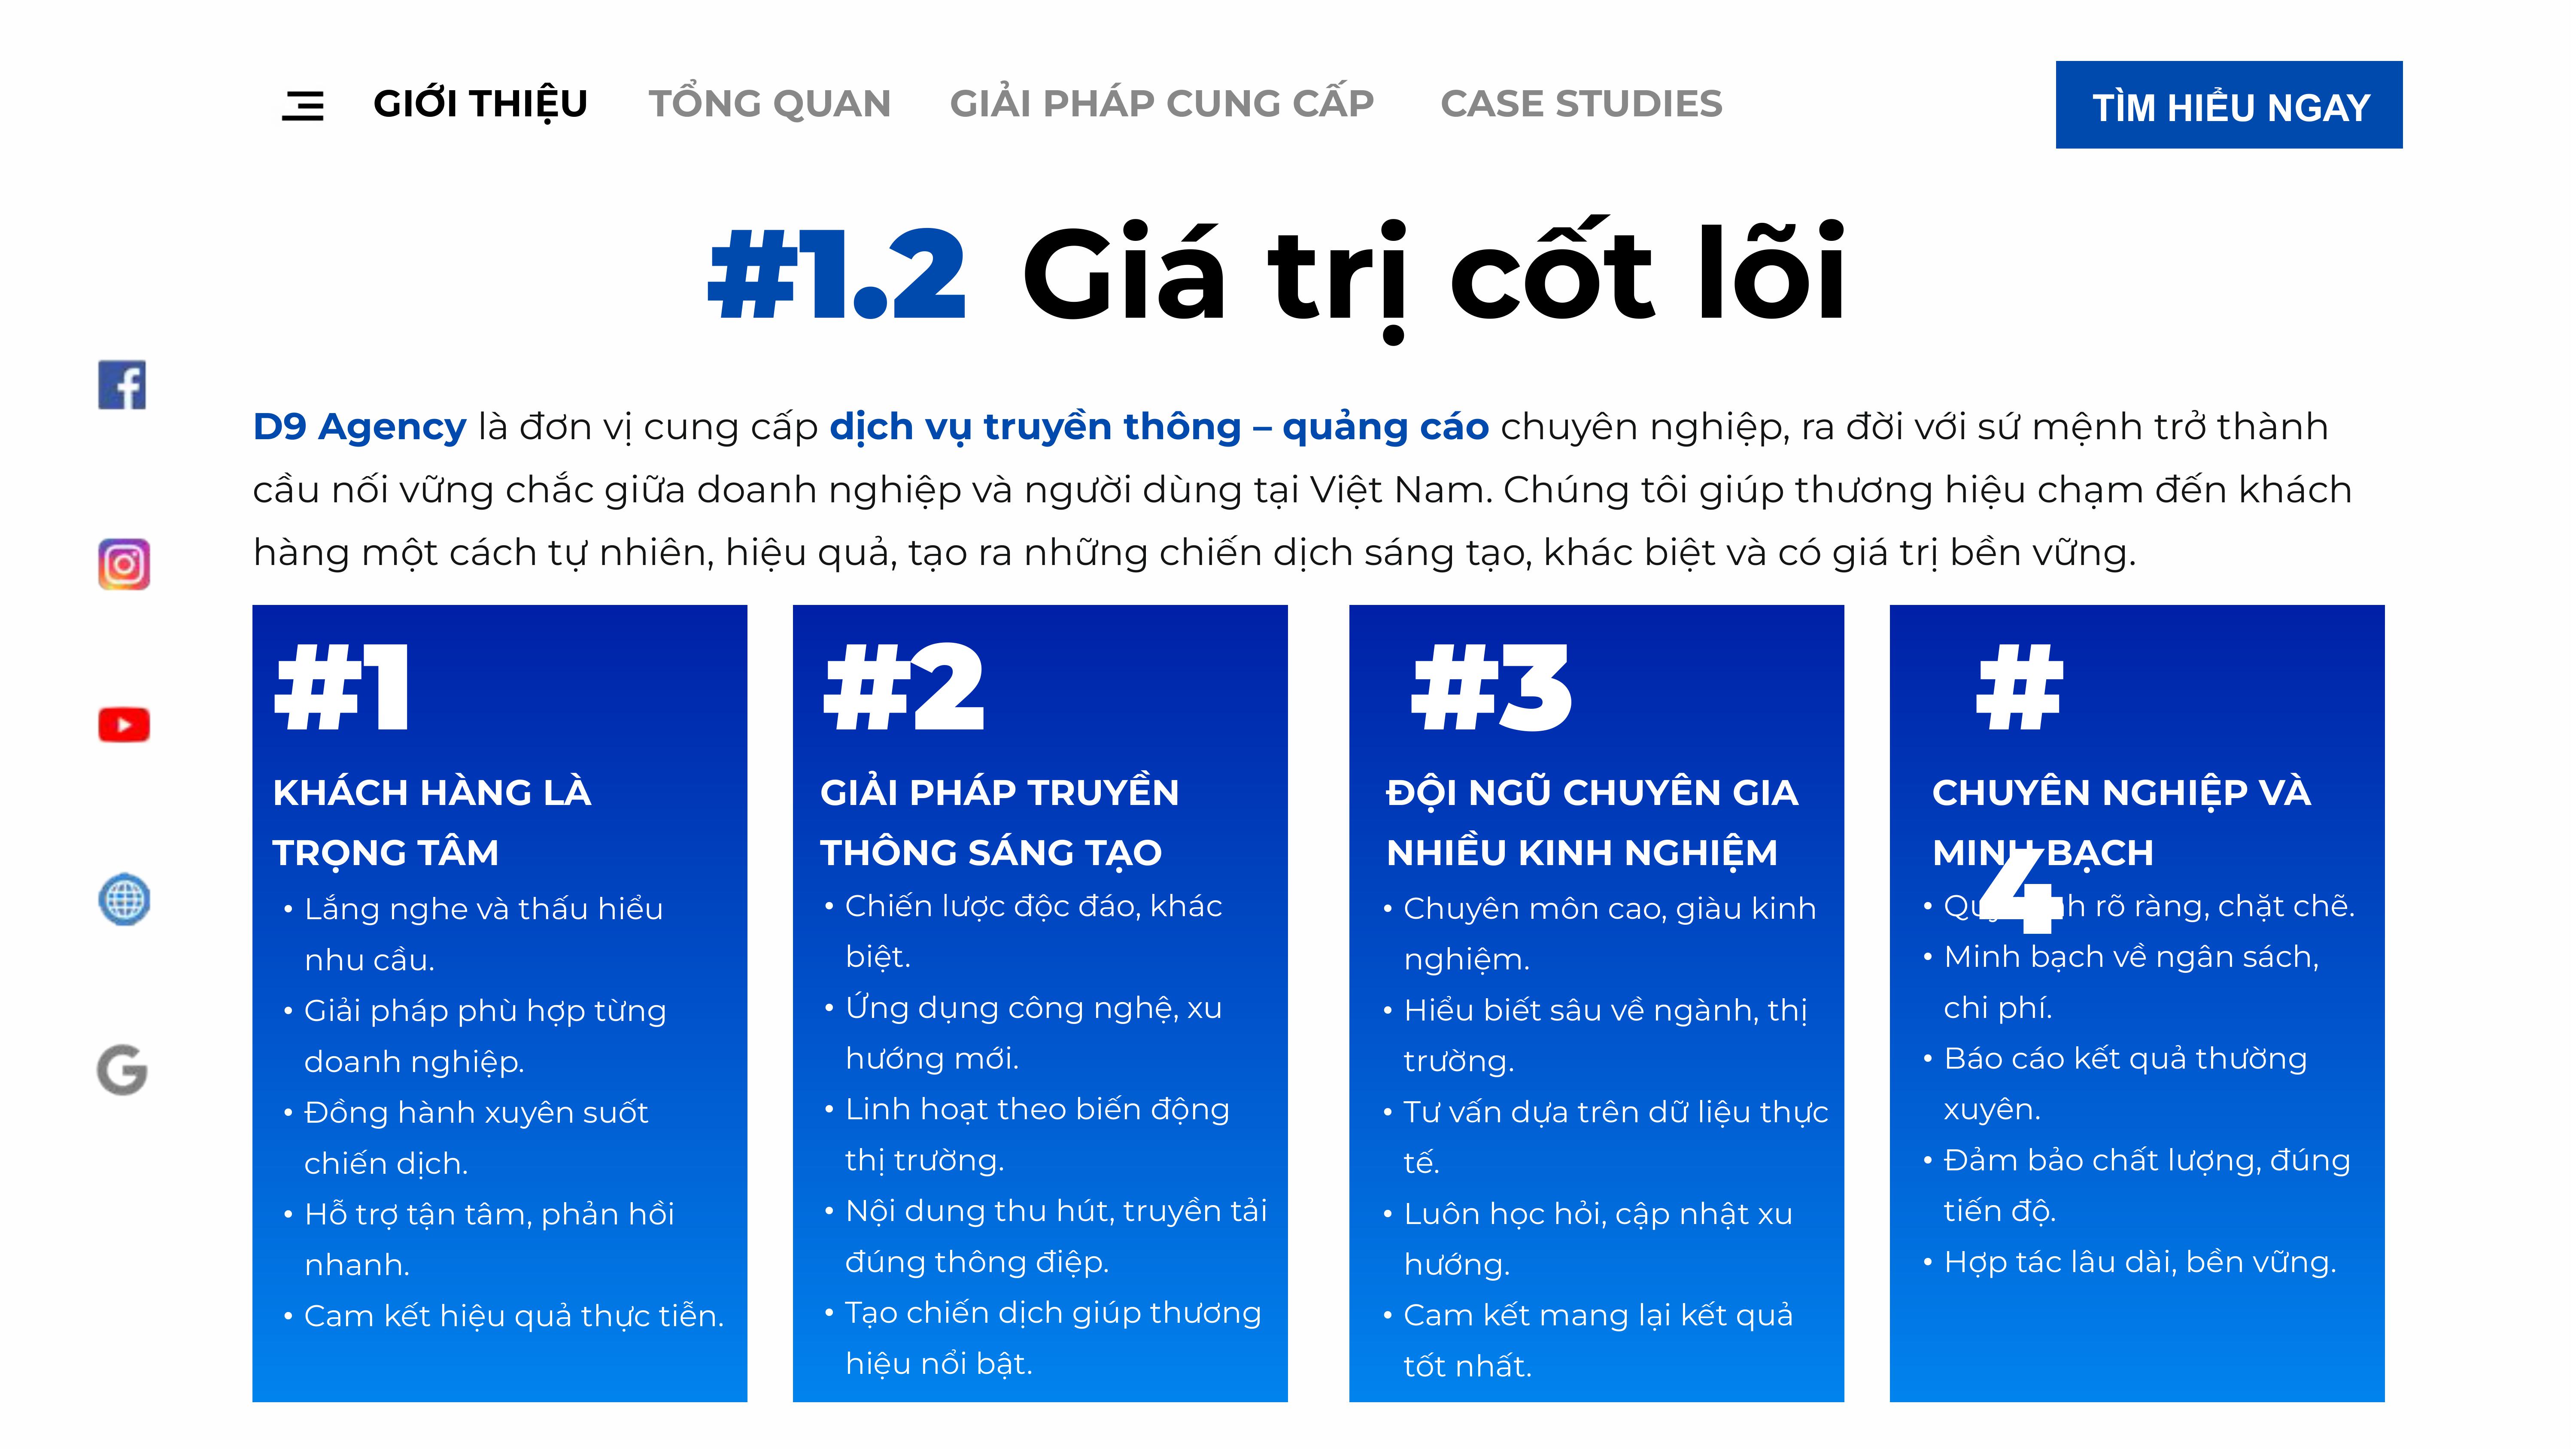 GIỚI THIỆU
TỔNG QUAN
GIẢI PHÁP CUNG CẤP
CASE STUDIES
TÌM HIỂU NGAY
#1.2 Giá trị cốt lõi
D9 Agency là đơn vị cung cấp dịch vụ truyền thông – quảng cáo chuyên nghiệp, ra đời với sứ mệnh trở thành
cầu nối vững chắc giữa doanh nghiệp và người dùng tại Việt Nam. Chúng tôi giúp thương hiệu chạm đến khách
hàng một cách tự nhiên, hiệu quả, tạo ra những chiến dịch sáng tạo, khác biệt và có giá trị bền vững.
#1
KHÁCH HÀNG LÀ
TRỌNG TÂM
• Lắng nghe và thấu hiểu
nhu cầu.
• Giải pháp phù hợp từng
doanh nghiệp.
• Đồng hành xuyên suốt
chiến dịch.
• Hỗ trợ tận tâm, phản hồi
nhanh.
• Cam kết hiệu quả thực tiễn.
#2
GIẢI PHÁP TRUYỀN
THÔNG SÁNG TẠO
• Chiến lược độc đáo, khác
biệt.
• Ứng dụng công nghệ, xu
hướng mới.
• Linh hoạt theo biến động
thị trường.
• Nội dung thu hút, truyền tải
đúng thông điệp.
• Tạo chiến dịch giúp thương
hiệu nổi bật.
#3
ĐỘI NGŨ CHUYÊN GIA
NHIỀU KINH NGHIỆM
• Chuyên môn cao, giàu kinh
nghiệm.
• Hiểu biết sâu về ngành, thị
trường.
• Tư vấn dựa trên dữ liệu thực
tế.
• Luôn học hỏi, cập nhật xu
hướng.
• Cam kết mang lại kết quả
tốt nhất.
#
4
CHUYÊN NGHIỆP VÀ
MINH BẠCH
• rõ ràng, chặt chẽ.
• Minh bạch về ngân sách,
chi phí.
• Báo cáo kết quả thường
xuyên.
• Đảm bảo chất lượng, đúng
tiến độ.
• Hợp tác lâu dài, bền vững.